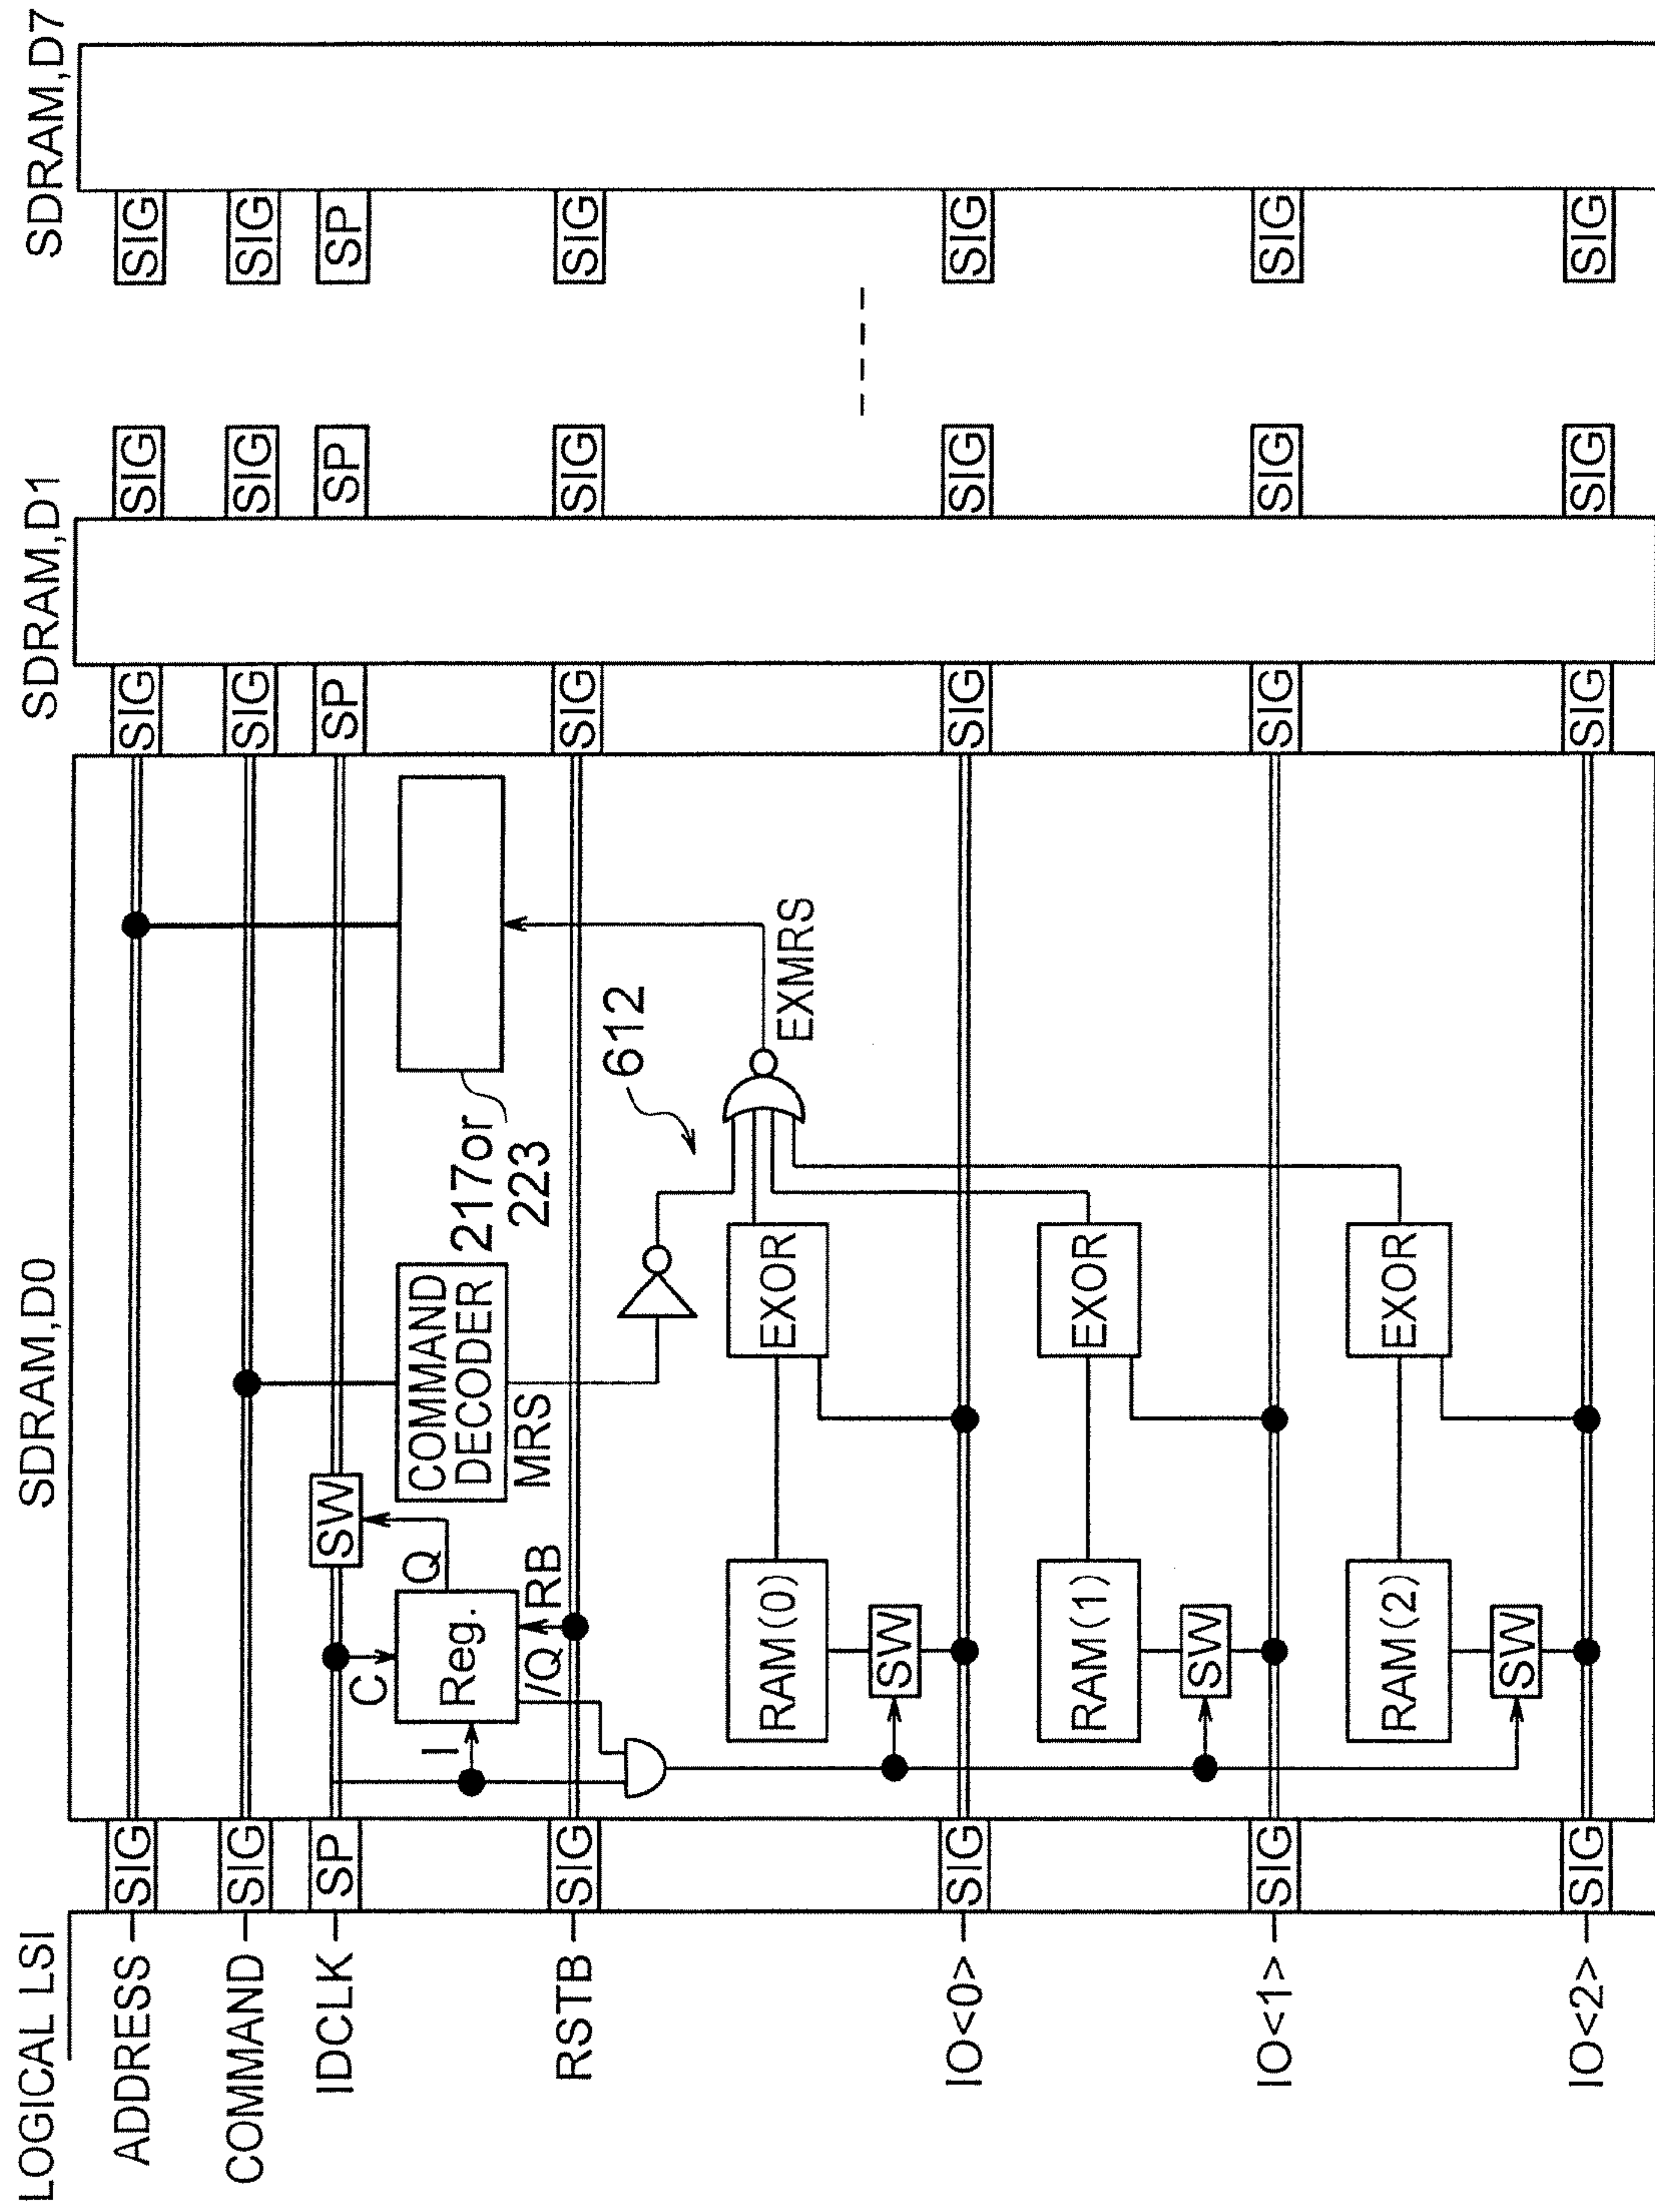 LOGICAL LSI
SDRAM,D0
SDRAM,D1
SDRAM,D7
ADDRESS
SIG
SIG
SIG
SIG
COMMAND
SIG
SIG
SIG
SIG
IDCLK
SP
SP
SP
SP
SW
C
Q
I
Reg.
/Q
RB
COMMAND
DECODER
MRS
217or
223
RSTB
SIG
SIG
SIG
SIG
612
EXMRS
RAM(0)
EXOR
SW
IO<0>
SIG
SIG
SIG
SIG
RAM(1)
EXOR
SW
IO<1>
SIG
SIG
SIG
SIG
RAM(2)
EXOR
SW
IO<2>
SIG
SIG
SIG
SIG